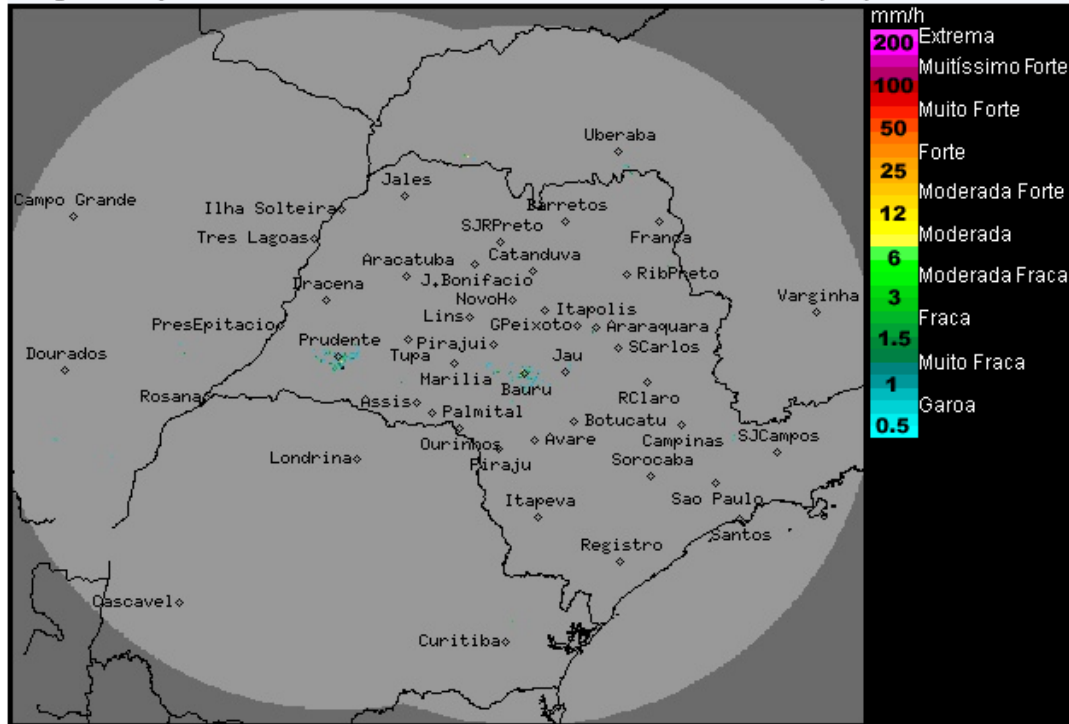 mm/h
200 Extrema
Muitíssimo Forte
100
Muito Forte
50
Forte
25
Moderada Forte
12
Moderada
6
Moderada Fraca
3
Fraca
1.5
Muito Fraca
1
Garoa
0.5
Uberaba
Jales
Campo Grande
Ilha Solteira
Barretos
SJRPreto
Franca
Tres Lagoas
Catanduva
Aracatuba
RibPreto
J.Bonifacio
Dracena
NovoH
Varginha
Itapolis
Lins
PresEpitacio
GPeixoto
Araraquara
Prudente
Pirajui
SCarlos
Dourados
Tupa
Jau
Marilia
Bauru
Rosana
Assis
RClaro
Palmital
Botucatu
Campinas
SJCampos
Ourinhos
Avare
Londrina
Piraju
Sorocaba
Itapeva
Sao Paulo
Santos
Registro
Cascavel
Curitiba